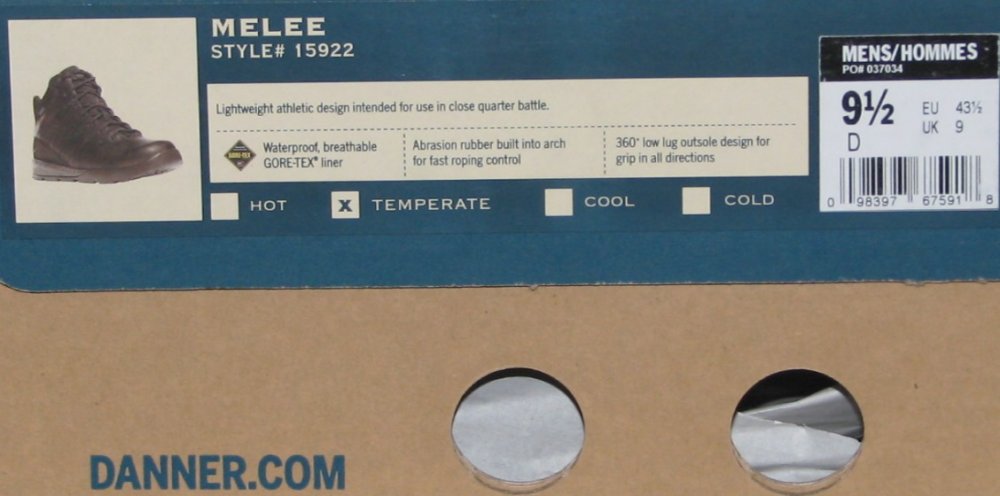 MELEE
STYLE# 15922
Lightweight athletic design intended for use in close quarter battle.
GORE-TEX
Waterproof, breathable
GORE-TEX® liner
Abrasion rubber built into arch
for fast roping control
360° low lug outsole design for
grip in all directions
HOT
X TEMPERATE
COOL
COLD
MENS/HOMMES
PO# 037034
9½
D
EU 43½
UK 9
0 98397 67591 8
DANNER.COM